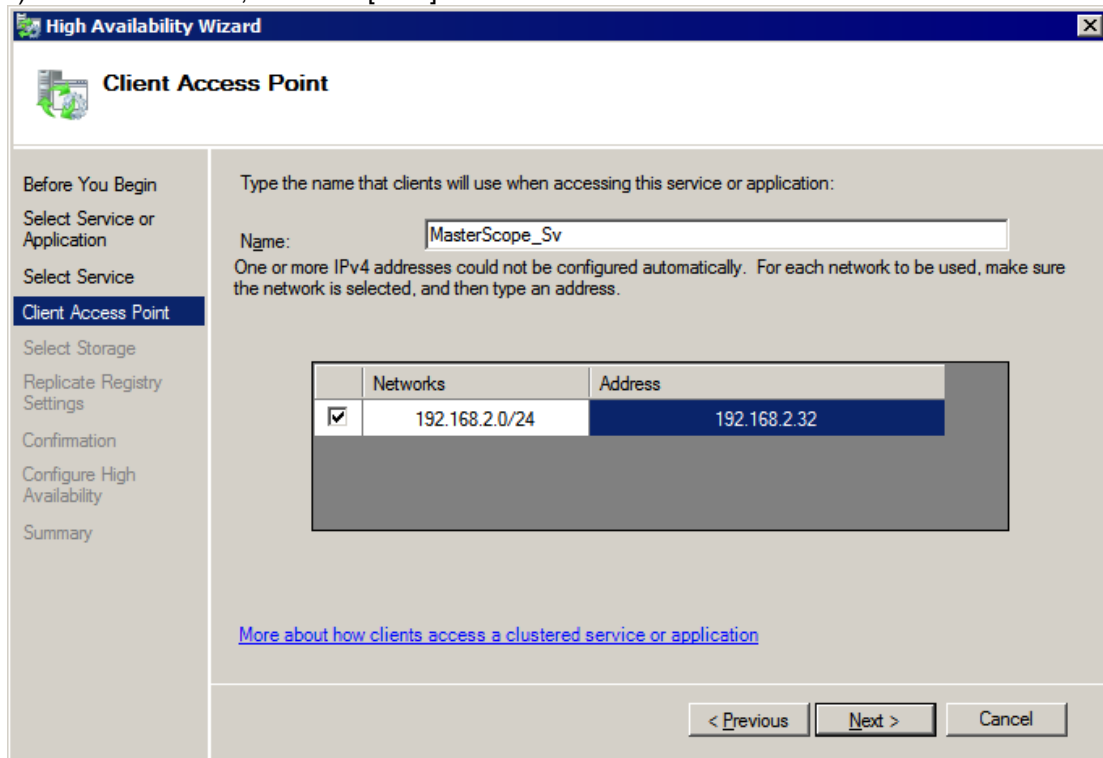 High Availability Wizard
Client Access Point
Before You Begin
Select Service or
Application
Select Service
Client Access Point
Select Storage
Replicate Registry
Settings
Confirmation
Configure High
Availability
Summary
Type the name that clients will use when accessing this service or application:
Name:
MasterScope_Sv
One or more IPv4 addresses could not be configured automatically. For each network to be used, make sure
the network is selected, and then type an address.
Networks Address
192.168.2.0/24 192.168.2.32
More about how clients access a clustered service or application
< Previous Next > Cancel